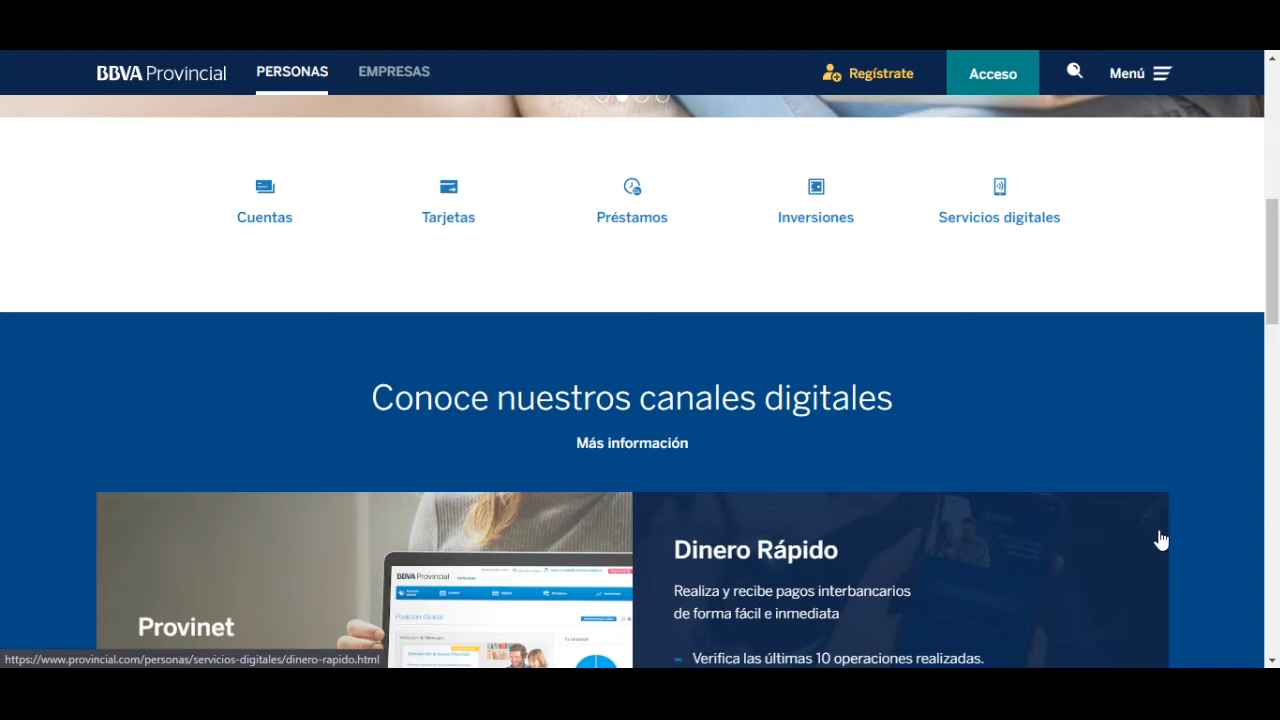 BBVA Provincial PERSONAS EMPRESAS Regístrate Acceso Menú
Cuentas Tarjetas Préstamos Inversiones Servicios digitales
Conoce nuestros canales digitales
Más información
Provinet
BBVA Provincial
Posición Global
Dinero Rápido
Realiza y recibe pagos interbancarios
de forma fácil e inmediata
Verifica las últimas 10 operaciones realizadas.
https://www.provincial.com/personas/servicios-digitales/dinero-rapido.html